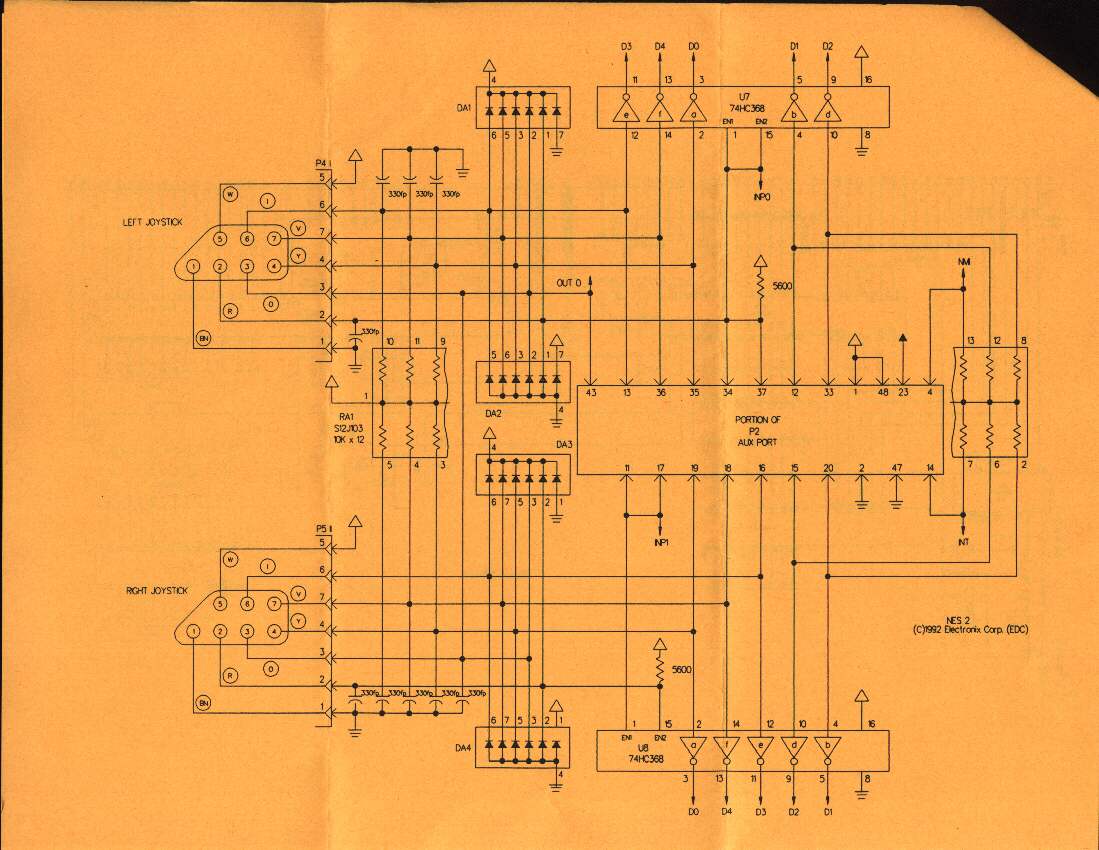 D3 D4 D0 D1 D2
11 13 3 5 9 16
U7
74HC368
e f a b d
EN1 EN2
12 14 2 1 15 4 10 8
INP0
4
DA1
6 5 3 2 1 7
P4 I
5
6
7
4
3
2
1
330fp 330fp 330fp
W I
V
Y
R O
BN
LEFT JOYSTICK
5 6 7
1 2 3 4
330fp
OUT 0
5600
NMI
10 11 9
1
RA1
S12J103
10K x 12
5 4 3
5 6 3 2 1 7
DA2
4
43 13 36 35 34 37 12 33 1 48 23 4
PORTION OF
P2
AUX PORT
11 17 19 18 16 15 20 2 47 14
13 12 8
7 6 2
INP1
INT
4
DA3
6 7 5 3 2 1
P5 II
5
6
7
4
3
2
1
W I
V
Y
R O
BN
RIGHT JOYSTICK
5 6 7
1 2 3 4
330fp 330fp 330fp 330fp 330fp
5600
NES 2
(C)1992 Electronix Corp. (EDC)
6 7 5 3 2 1
DA4
4
1 15 2 14 12 10 4 16
EN1 EN2
U8
74HC368
a f e d b
3 13 11 9 5 8
D0 D4 D3 D2 D1